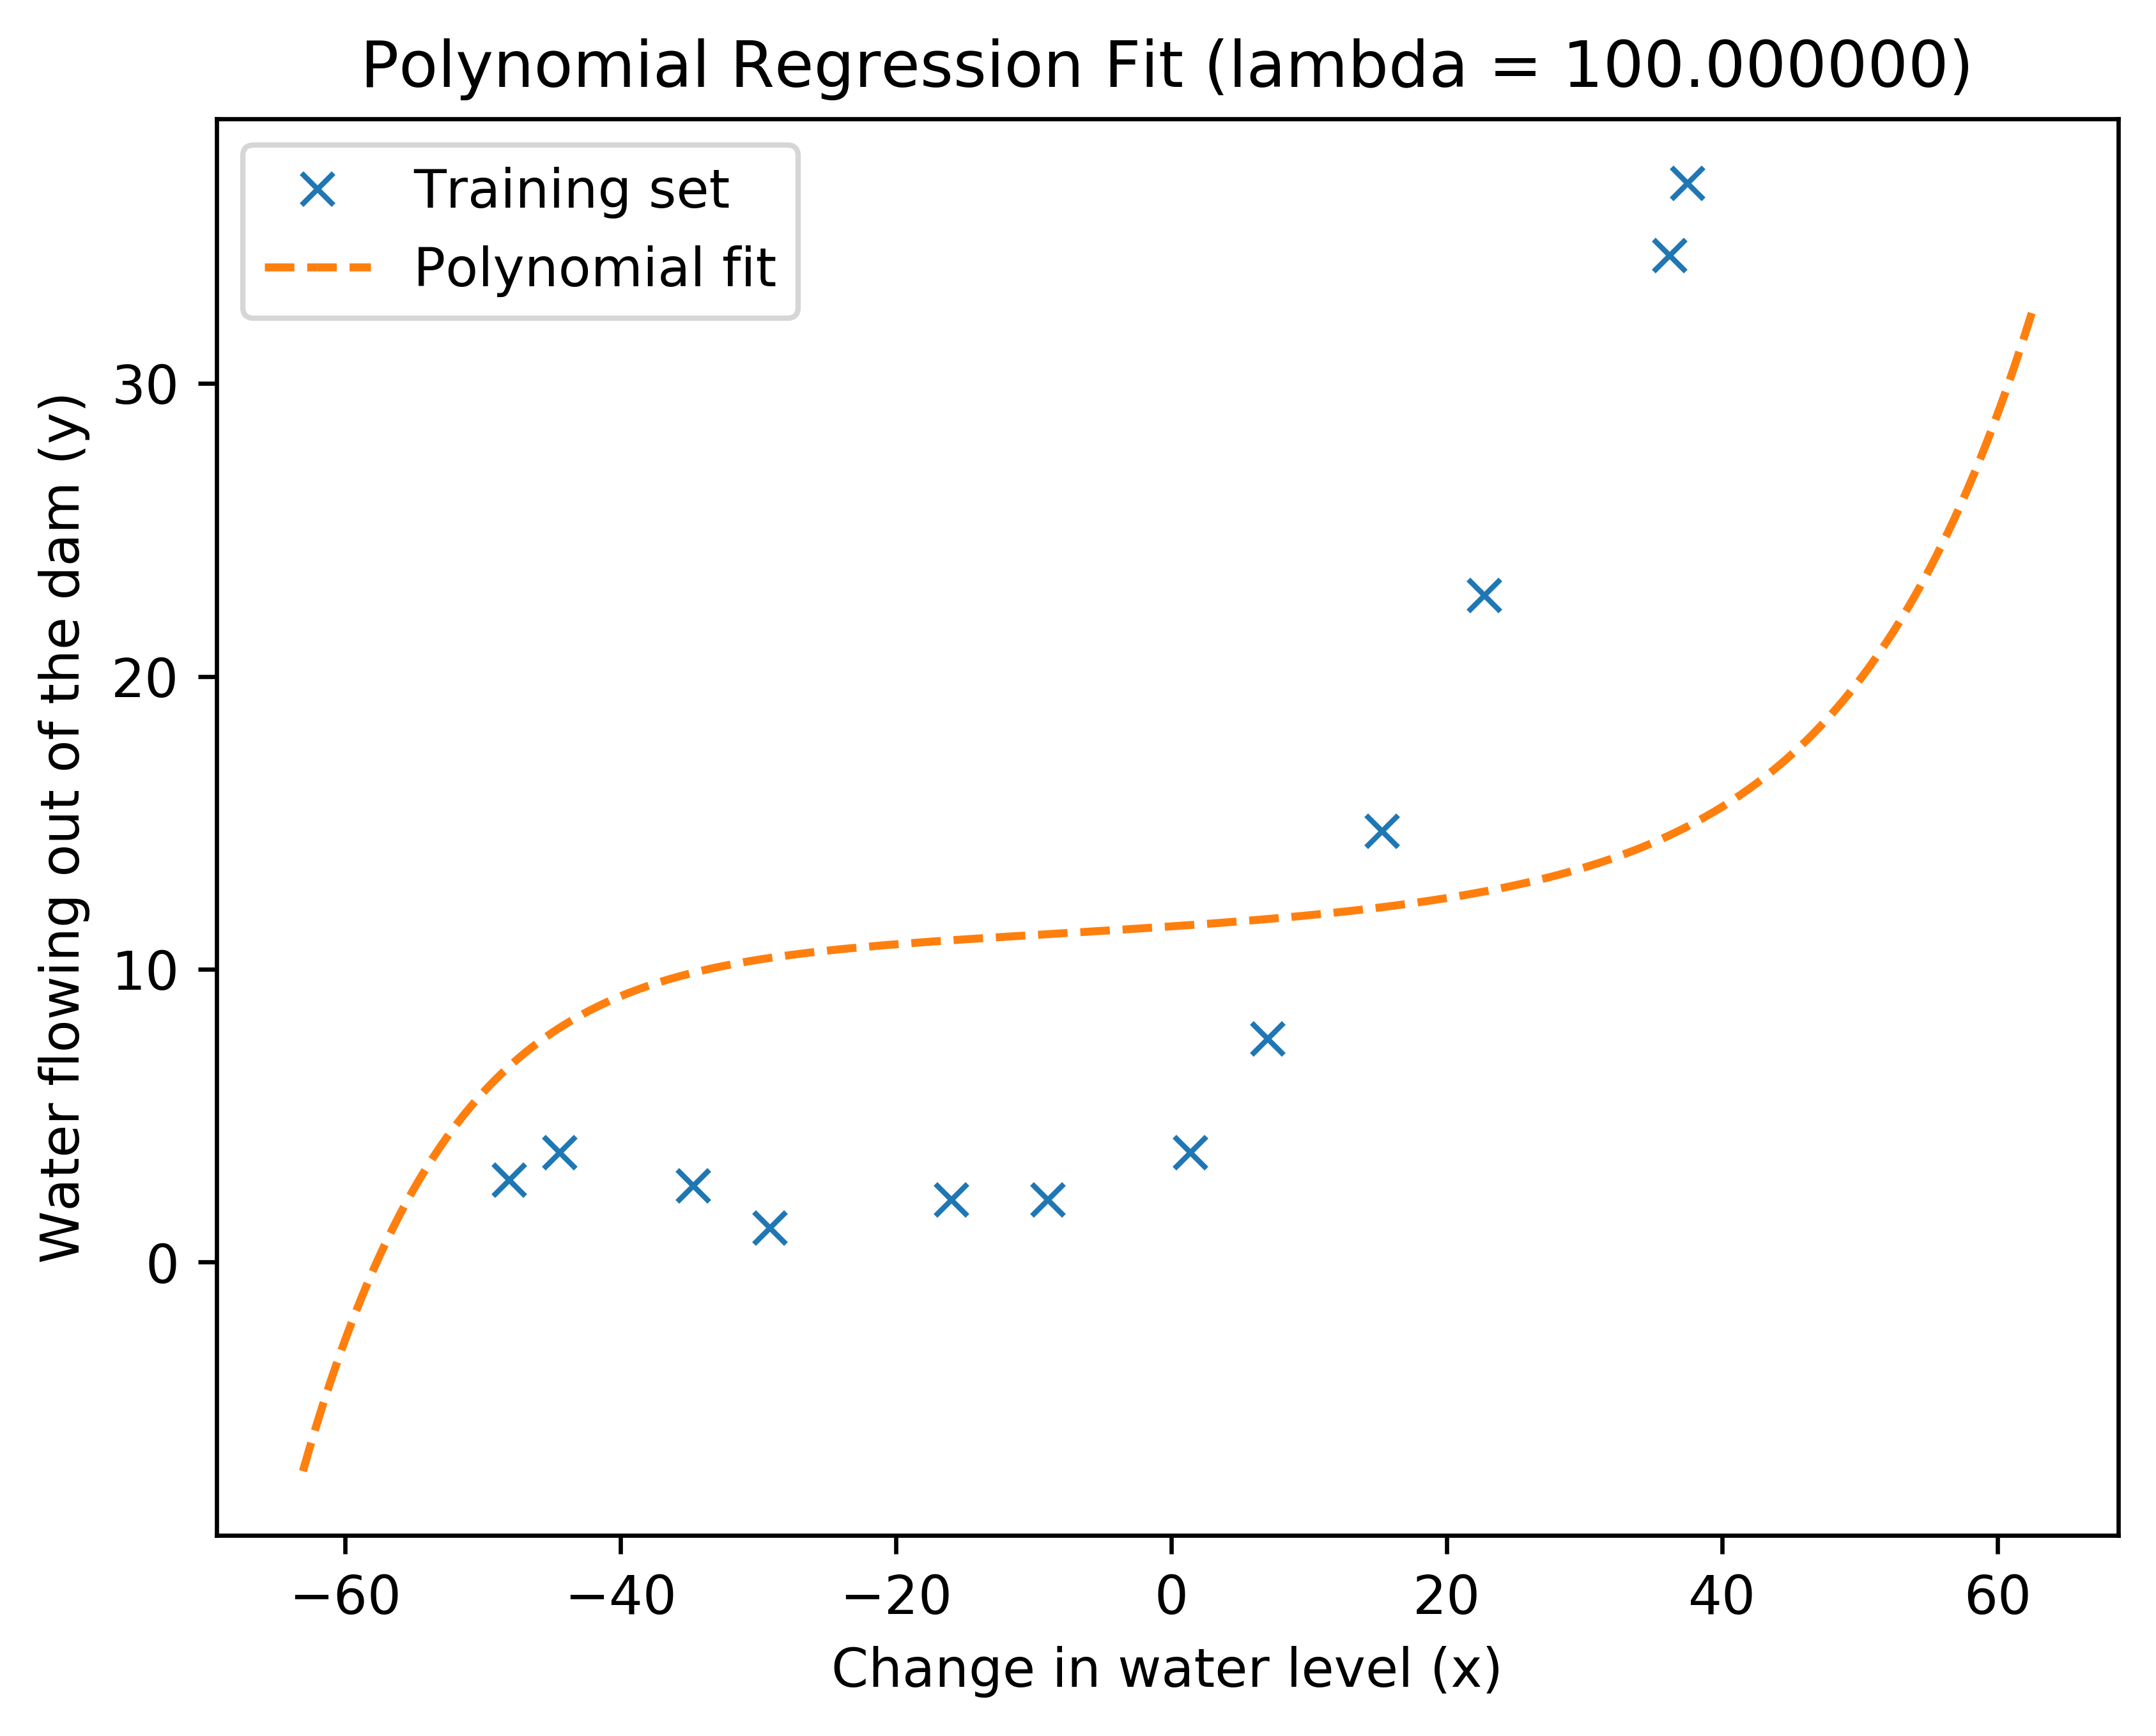 Polynomial Regression Fit (lambda = 100.000000)
Training set
Polynomial fit
Water flowing out of the dam (y)
30
20
10
0
−60 −40 −20 0 20 40 60
Change in water level (x)